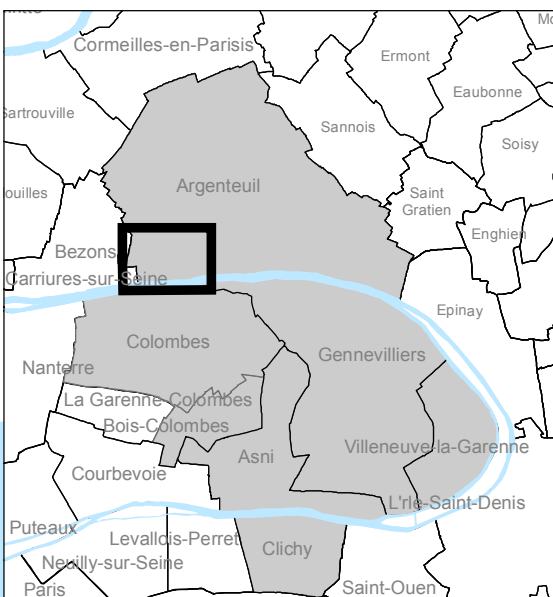 Cormeilles-en-Parisis
Ermont
Eaubonne
Sartrouville
Sannois
Soisy
Argenteuil
Saint
Gratien
Enghien
Bezons
Carriures-sur-Seine
Epinay
Colombes
Gennevilliers
Nanterre
La Garenne-Colombes
Bois-Colombes
Villeneuve-la-Garenne
Asni
Courbevoie
L'rle-Saint-Denis
Puteaux
Levallois-Perret
Clichy
Neuilly-sur-Seine
Paris
Saint-Ouen